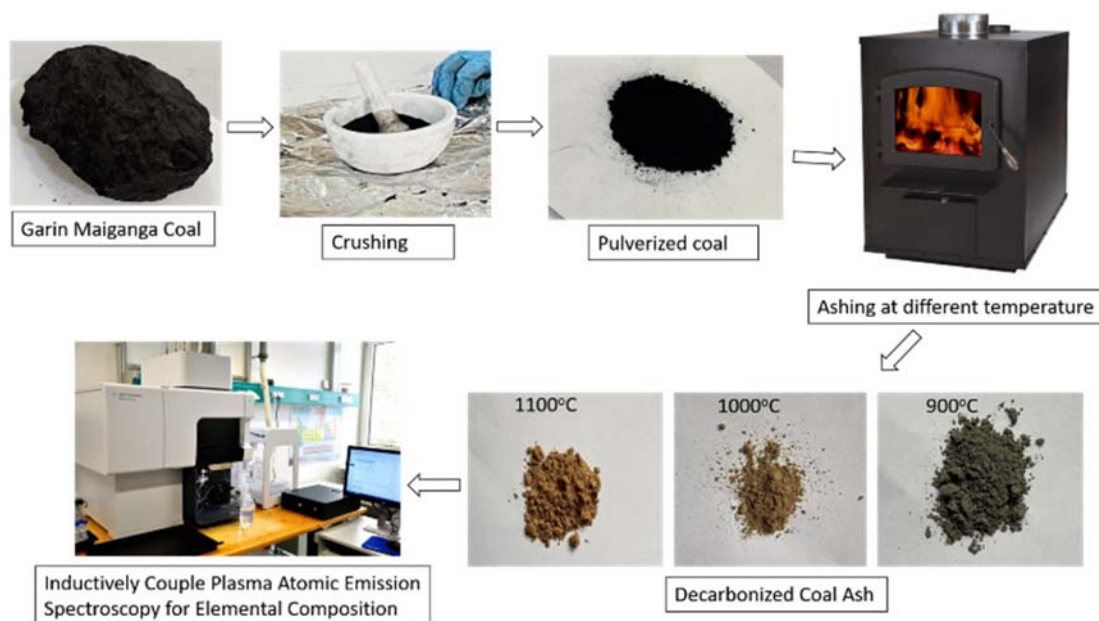 Garin Maiganga Coal
Crushing
Pulverized coal
Ashing at different temperature
1100°C
1000°C
900°C
Decarbonized Coal Ash
Inductively Couple Plasma Atomic Emission
Spectroscopy for Elemental Composition